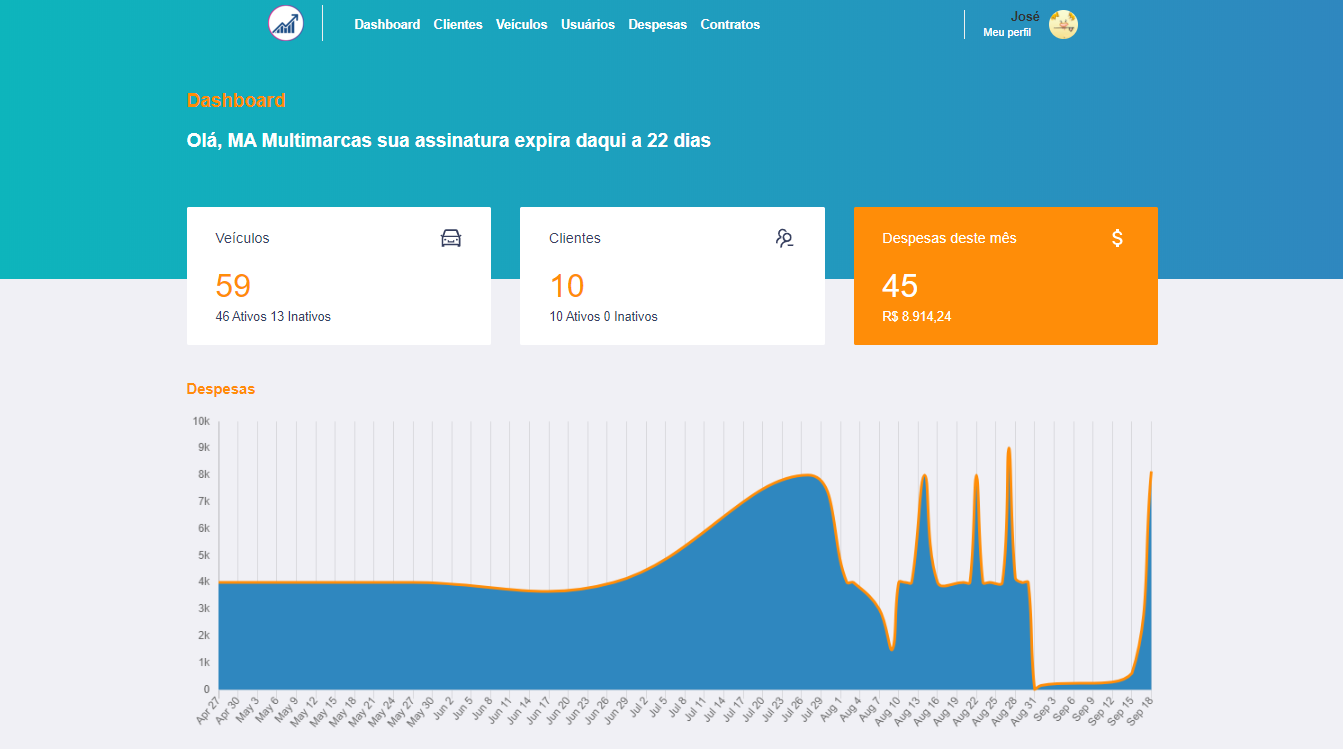 Dashboard Clientes Veículos Usuários Despesas Contratos
José
Meu perfil
Dashboard
Olá, MA Multimarcas sua assinatura expira daqui a 22 dias
Veículos
59
46 Ativos 13 Inativos
Clientes
10
10 Ativos 0 Inativos
Despesas deste mês
$
45
R$ 8.914,24
Despesas
10k
9k
8k
7k
6k
5k
4k
3k
2k
1k
0
Apr 27 Apr 30 May 3 May 6 May 9 May 12 May 15 May 18 May 21 May 24 May 27 May 30 Jun 2 Jun 5 Jun 8 Jun 11 Jun 14 Jun 17 Jun 20 Jun 23 Jun 26 Jun 29 Jul 2 Jul 5 Jul 8 Jul 11 Jul 14 Jul 17 Jul 20 Jul 23 Jul 26 Jul 29 Aug 1 Aug 4 Aug 7 Aug 10 Aug 13 Aug 16 Aug 19 Aug 22 Aug 25 Aug 28 Aug 31 Sep 3 Sep 6 Sep 9 Sep 12 Sep 15 Sep 18